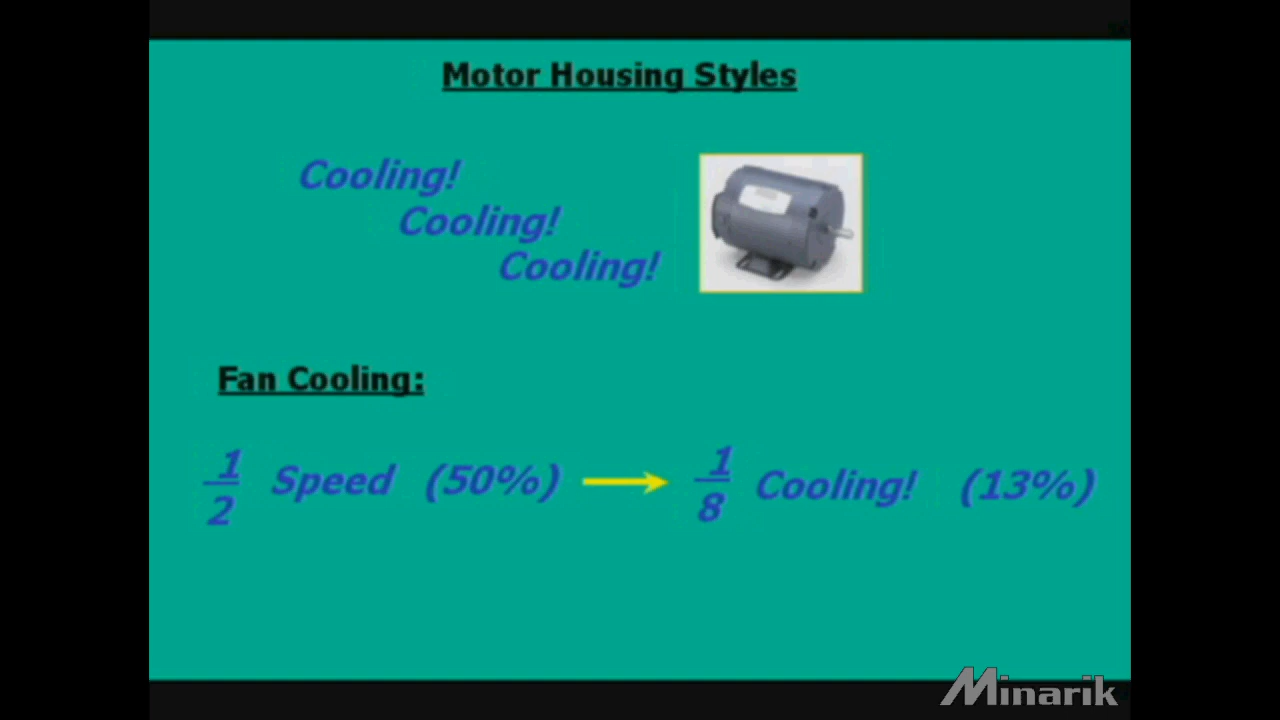 Motor Housing Styles
Cooling!
Cooling!
Cooling!
Fan Cooling:
1/2 Speed (50%) → 1/8 Cooling! (13%)
Minarik